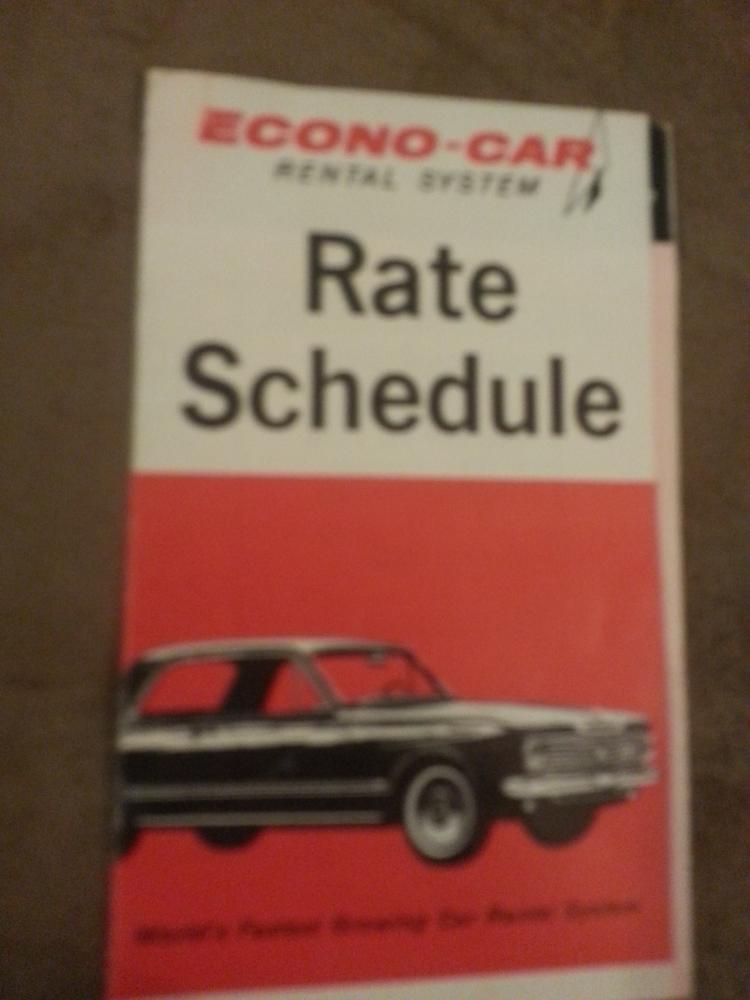 ECONO-CAR
RENTAL SYSTEM
Rate
Schedule
World's Fastest Growing Car Rental System